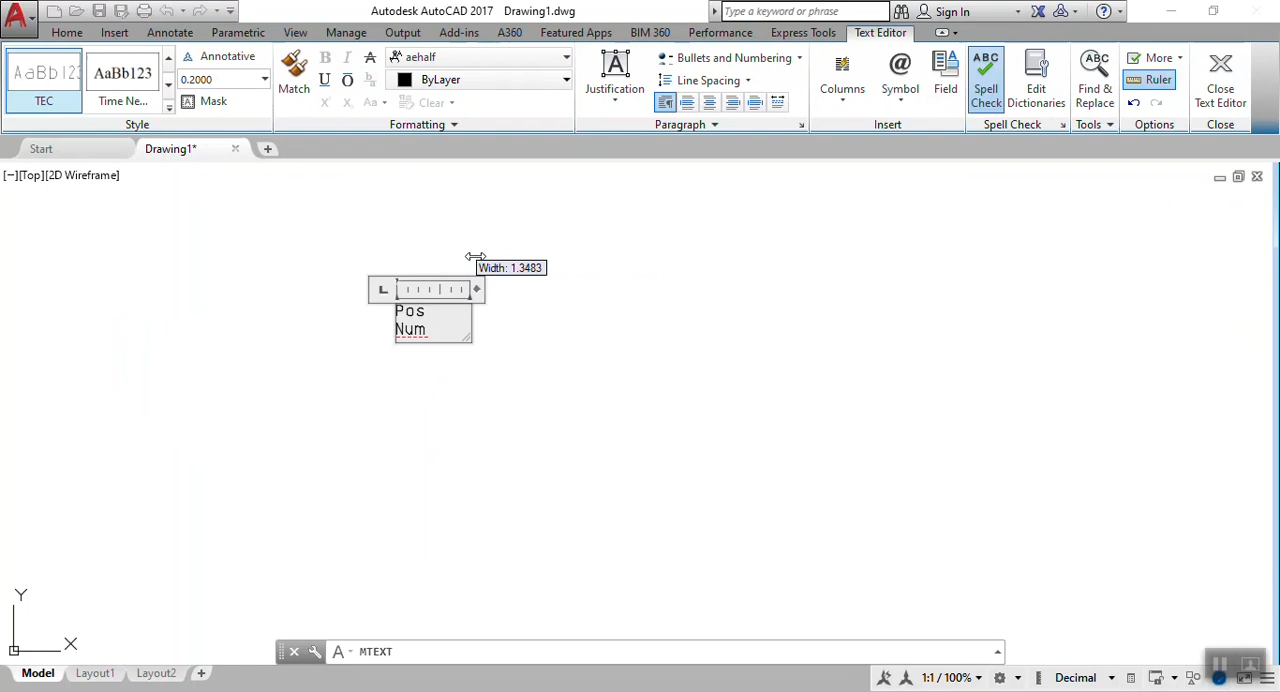 Autodesk AutoCAD 2017 Drawing1.dwg
Type a keyword or phrase
Sign In
Home Insert Annotate Parametric View Manage Output Add-ins A360 Featured Apps BIM 360 Performance Express Tools Text Editor
AaBb123 AaBb123
TEC Time Ne...
Annotative
0.2000
Mask
Style
Match
B I A
U O
aehalf
ByLayer
Aa
Clear
Formatting
Justification
Bullets and Numbering
Line Spacing
Paragraph
Columns
Symbol
Field
Insert
ABC
Spell
Check
Edit
Dictionaries
Spell Check
ABC
Find &
Replace
Tools
More
Ruler
Options
Close
Text Editor
Close
Start Drawing1*
[−][Top][2D Wireframe]
Width: 1.3483
Pos
Num
Y
X
MTEXT
Model Layout1 Layout2
1:1 / 100% Decimal